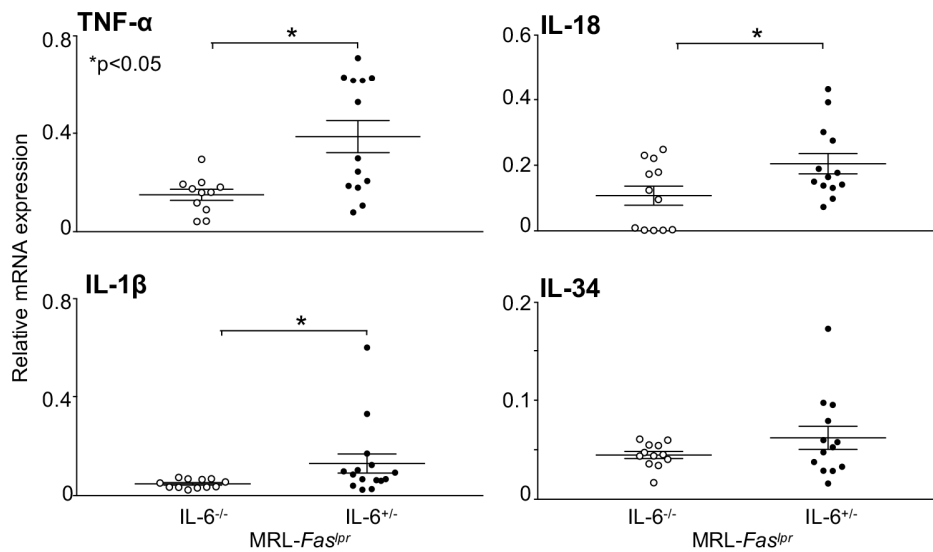 TNF-α
*
0.8
*p<0.05
0.4
0
IL-18
*
0.6
0.4
0.2
0
IL-1β
*
0.8
0.4
0
IL-34
0.2
0.1
0
Relative mRNA expression
IL-6-/- IL-6+/-
MRL-Faslpr
IL-6-/- IL-6+/-
MRL-Faslpr